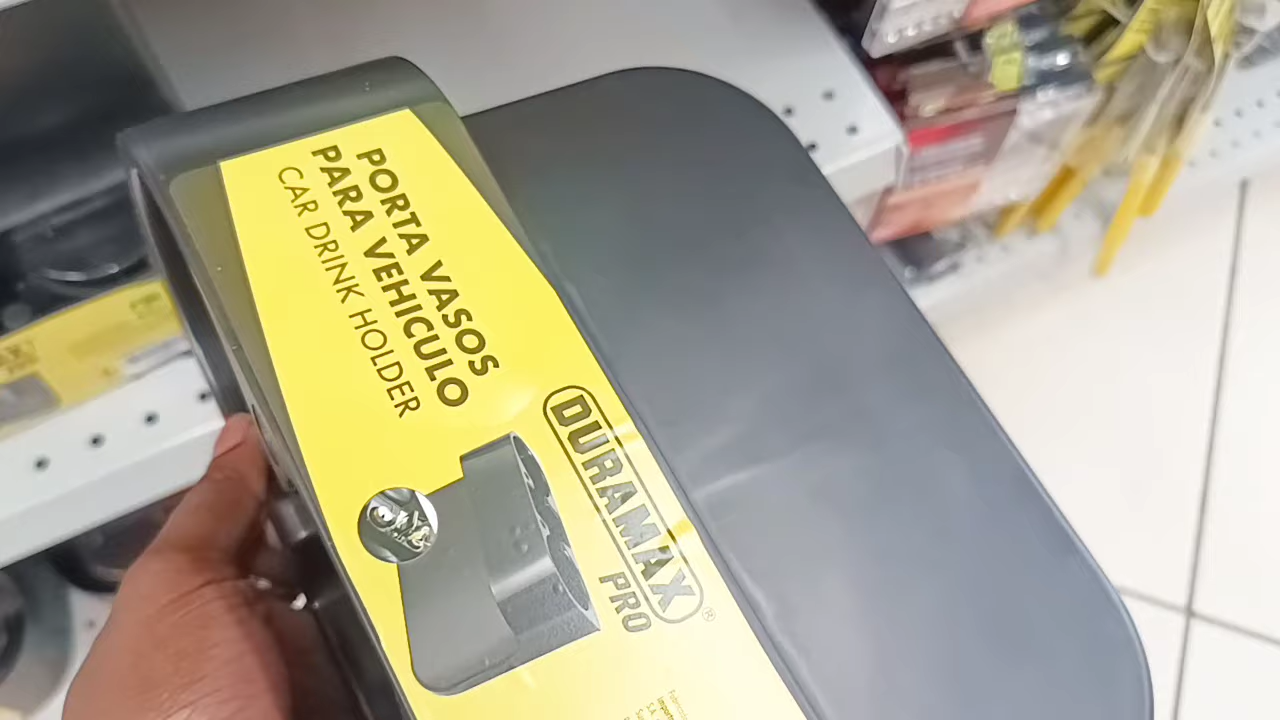 PORTA VASOS
PARA VEHICULO
CAR DRINK HOLDER
DURAMAX
PRO
®